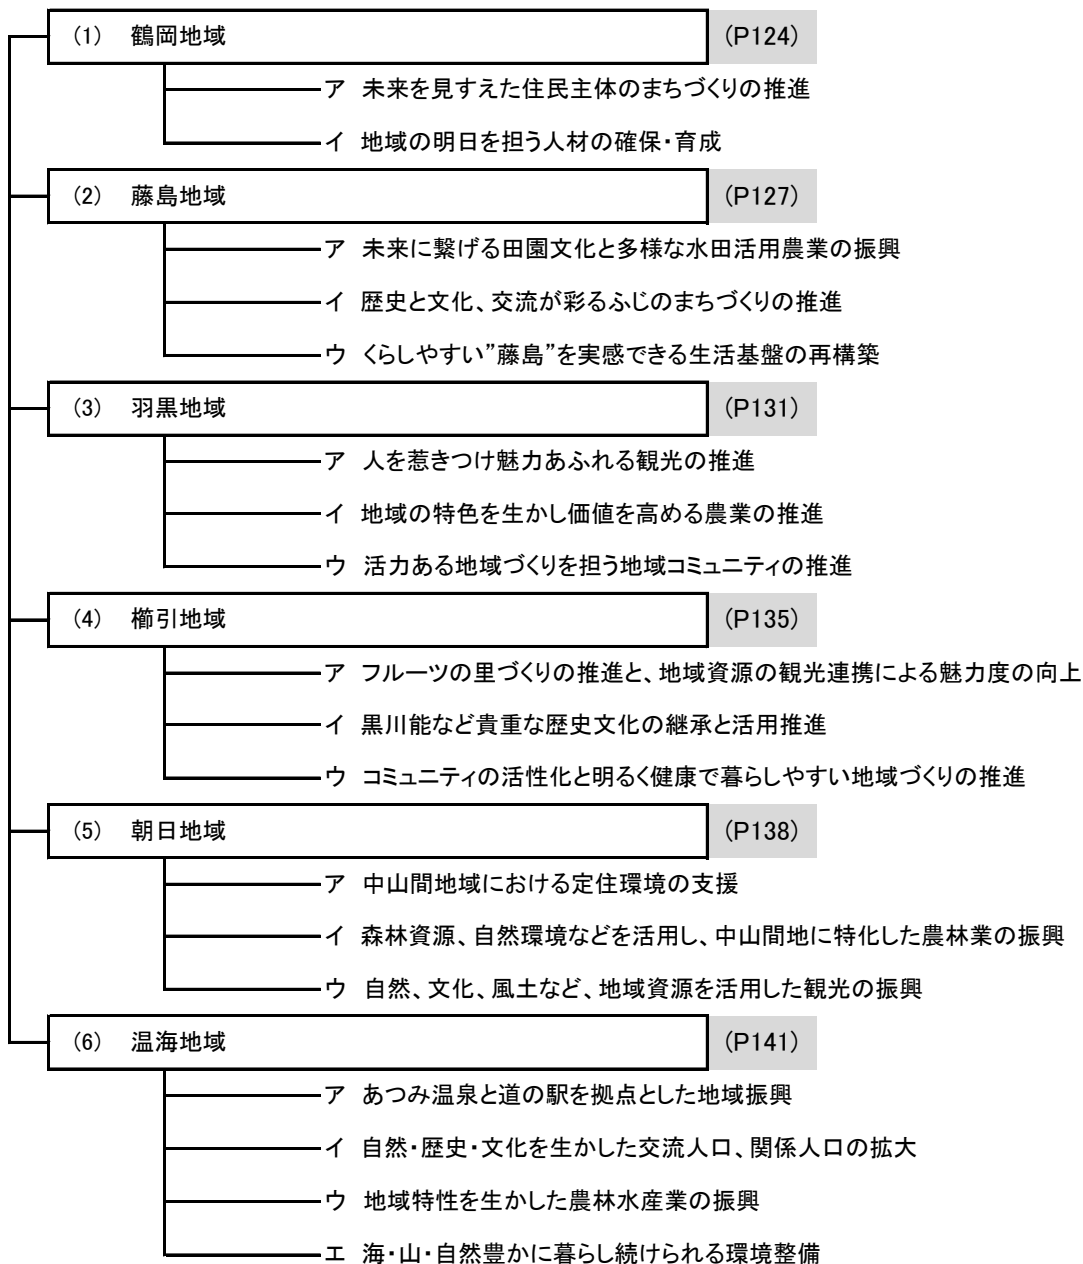 (1) 鶴岡地域 (P124)
ア 未来を見すえた住民主体のまちづくりの推進
イ 地域の明日を担う人材の確保・育成
(2) 藤島地域 (P127)
ア 未来に繋げる田園文化と多様な水田活用農業の振興
イ 歴史と文化、交流が彩るふじのまちづくりの推進
ウ くらしやすい”藤島”を実感できる生活基盤の再構築
(3) 羽黒地域 (P131)
ア 人を惹きつけ魅力あふれる観光の推進
イ 地域の特色を生かし価値を高める農業の推進
ウ 活力ある地域づくりを担う地域コミュニティの推進
(4) 櫛引地域 (P135)
ア フルーツの里づくりの推進と、地域資源の観光連携による魅力度の向上
イ 黒川能など貴重な歴史文化の継承と活用推進
ウ コミュニティの活性化と明るく健康で暮らしやすい地域づくりの推進
(5) 朝日地域 (P138)
ア 中山間地域における定住環境の支援
イ 森林資源、自然環境などを活用し、中山間地に特化した農林業の振興
ウ 自然、文化、風土など、地域資源を活用した観光の振興
(6) 温海地域 (P141)
ア あつみ温泉と道の駅を拠点とした地域振興
イ 自然・歴史・文化を生かした交流人口、関係人口の拡大
ウ 地域特性を生かした農林水産業の振興
エ 海・山・自然豊かに暮らし続けられる環境整備